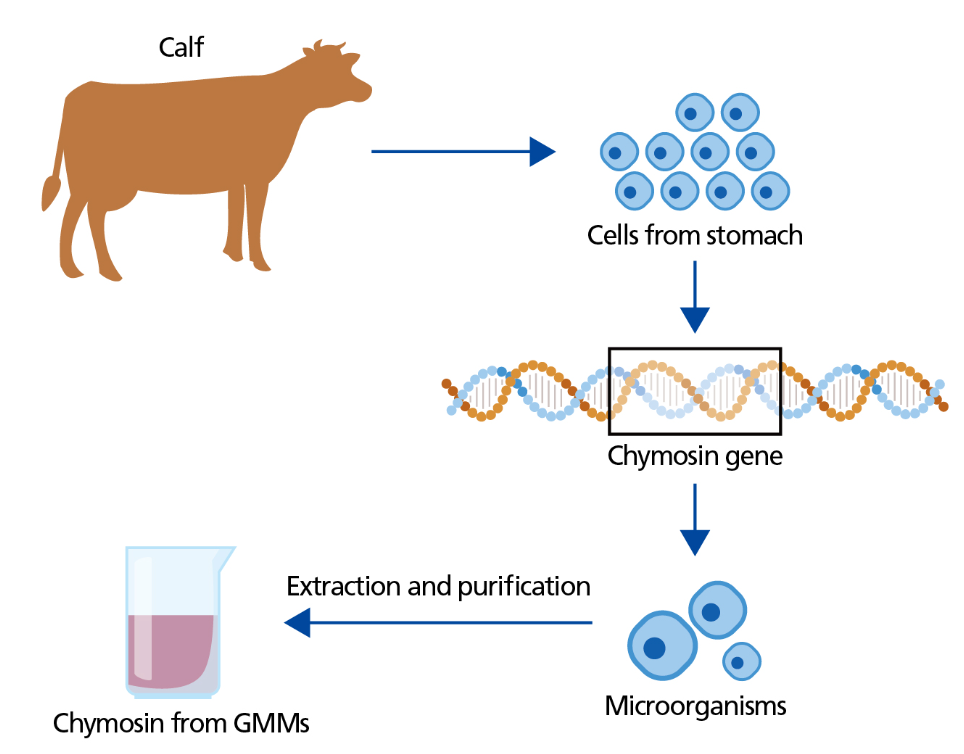 Calf
Cells from stomach
Chymosin gene
Microorganisms
Extraction and purification
Chymosin from GMMs